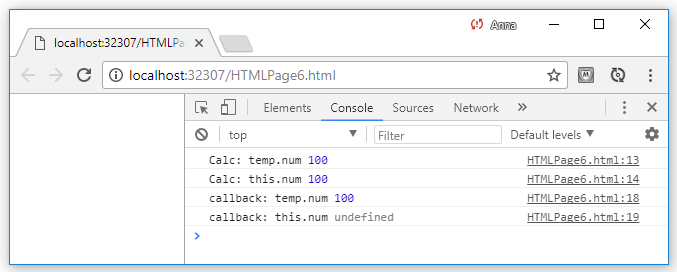 Anna
localhost:32307/HTMLPa
localhost:32307/HTMLPage6.html
Elements Console Sources Network
top Filter Default levels
Calc: temp.num 100 HTMLPage6.html:13
Calc: this.num 100 HTMLPage6.html:14
callback: temp.num 100 HTMLPage6.html:18
callback: this.num undefined HTMLPage6.html:19